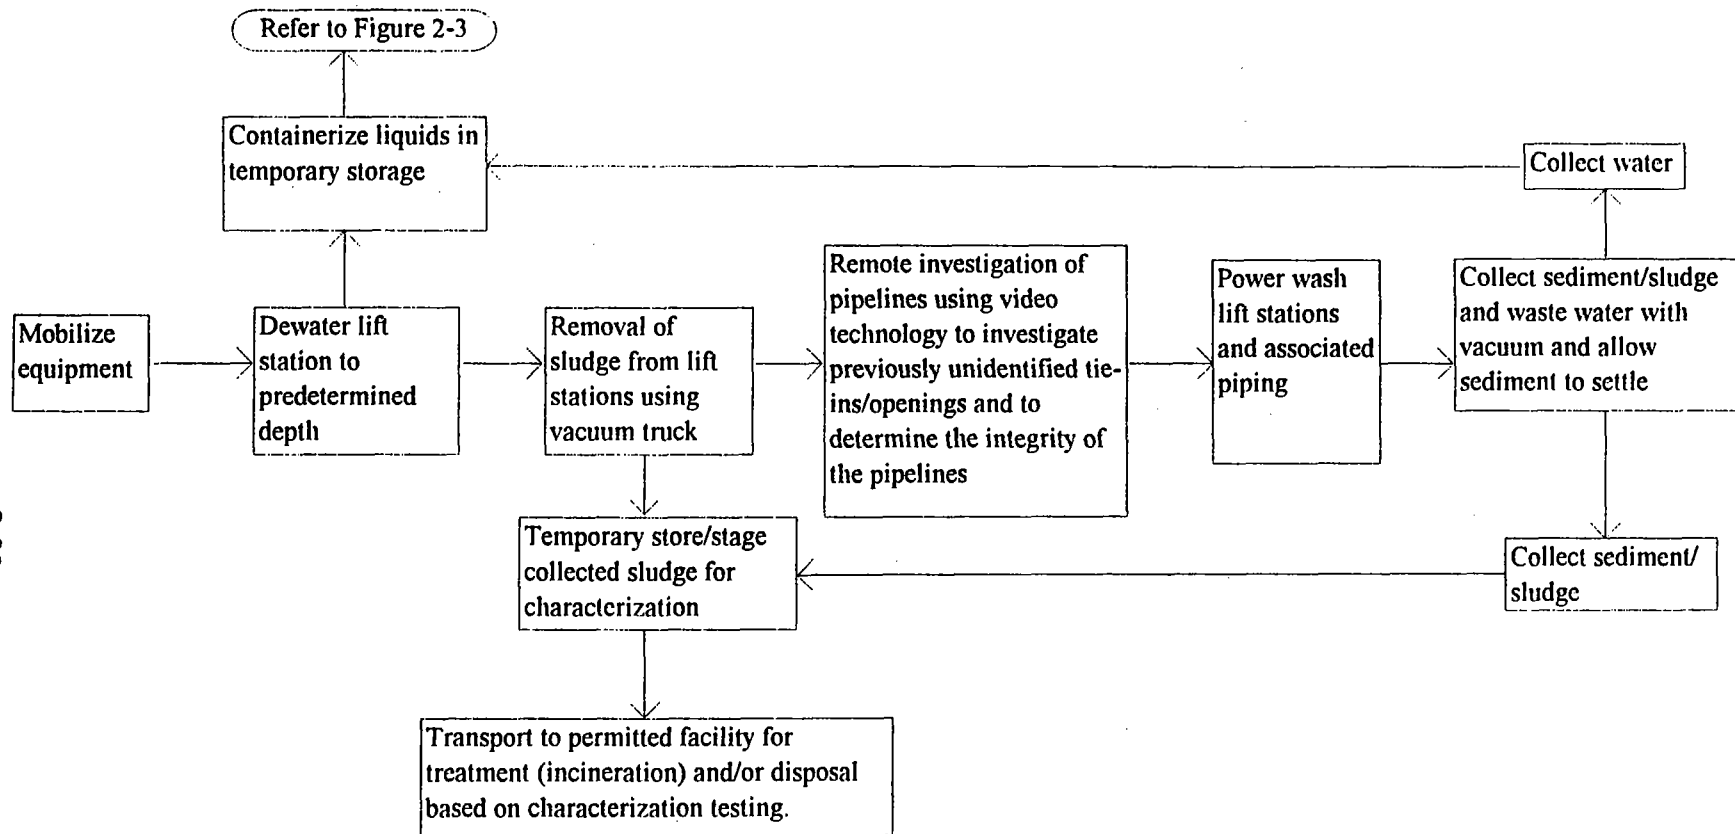 Refer to Figure 2-3
Containerize liquids in
temporary storage
Collect water
Mobilize
equipment
Dewater lift
station to
predetermined
depth
Removal of
sludge from lift
stations using
vacuum truck
Remote investigation of
pipelines using video
technology to investigate
previously unidentified tie-
ins/openings and to
determine the integrity of
the pipelines
Power wash
lift stations
and associated
piping
Collect sediment/sludge
and waste water with
vacuum and allow
sediment to settle
Temporary store/stage
collected sludge for
characterization
Collect sediment/
sludge
Transport to permitted facility for
treatment (incineration) and/or disposal
based on characterization testing.